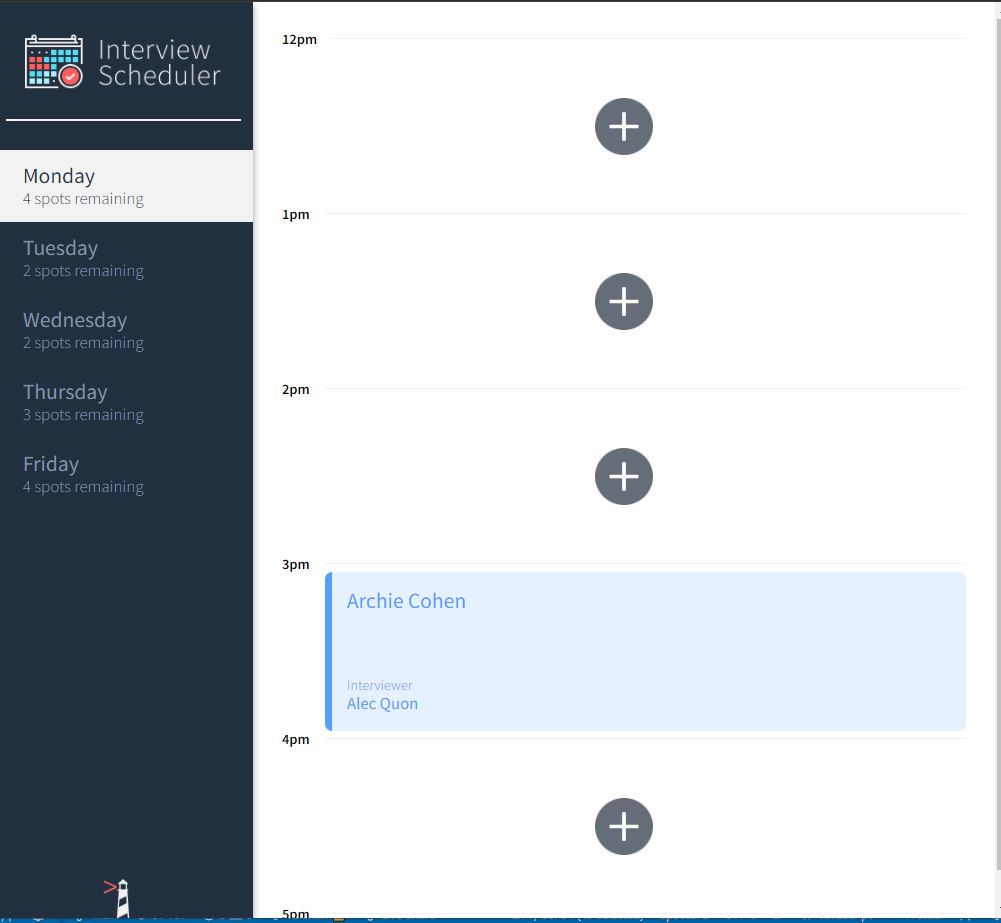 Interview
Scheduler
Monday
4 spots remaining
Tuesday
2 spots remaining
Wednesday
2 spots remaining
Thursday
3 spots remaining
Friday
4 spots remaining
12pm
1pm
2pm
3pm
Archie Cohen
Interviewer
Alec Quon
4pm
5pm